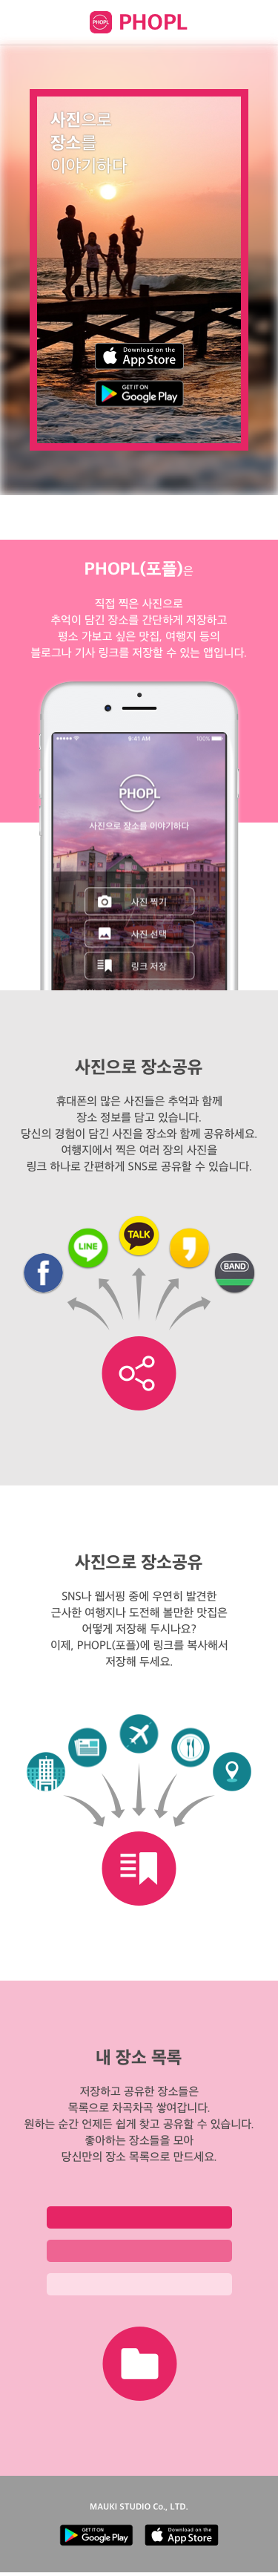 PHOPL
PHOPL
사진으로
장소를
이야기하다
Download on the
App Store
GET IT ON
Google Play
PHOPL(포플)은
직접 찍은 사진으로
추억이 담긴 장소를 간단하게 저장하고
평소 가보고 싶은 맛집, 여행지 등의
블로그나 기사 링크를 저장할 수 있는 앱입니다.
9:41 AM
100%
PHOPL
사진으로 장소를 이야기하다
사진 찍기
사진 선택
링크 저장
사진으로 장소공유
휴대폰의 많은 사진들은 추억과 함께
장소 정보를 담고 있습니다.
당신의 경험이 담긴 사진을 장소와 함께 공유하세요.
여행지에서 찍은 여러 장의 사진을
링크 하나로 간편하게 SNS로 공유할 수 있습니다.
LINE
TALK
BAND
사진으로 장소공유
SNS나 웹서핑 중에 우연히 발견한
근사한 여행지나 도전해 볼만한 맛집은
어떻게 저장해 두시나요?
이제, PHOPL(포플)에 링크를 복사해서
저장해 두세요.
내 장소 목록
저장하고 공유한 장소들은
목록으로 차곡차곡 쌓여갑니다.
원하는 순간 언제든 쉽게 찾고 공유할 수 있습니다.
좋아하는 장소들을 모아
당신만의 장소 목록으로 만드세요.
MAUKI STUDIO Co., LTD.
GET IT ON
Google Play
Download on the
App Store